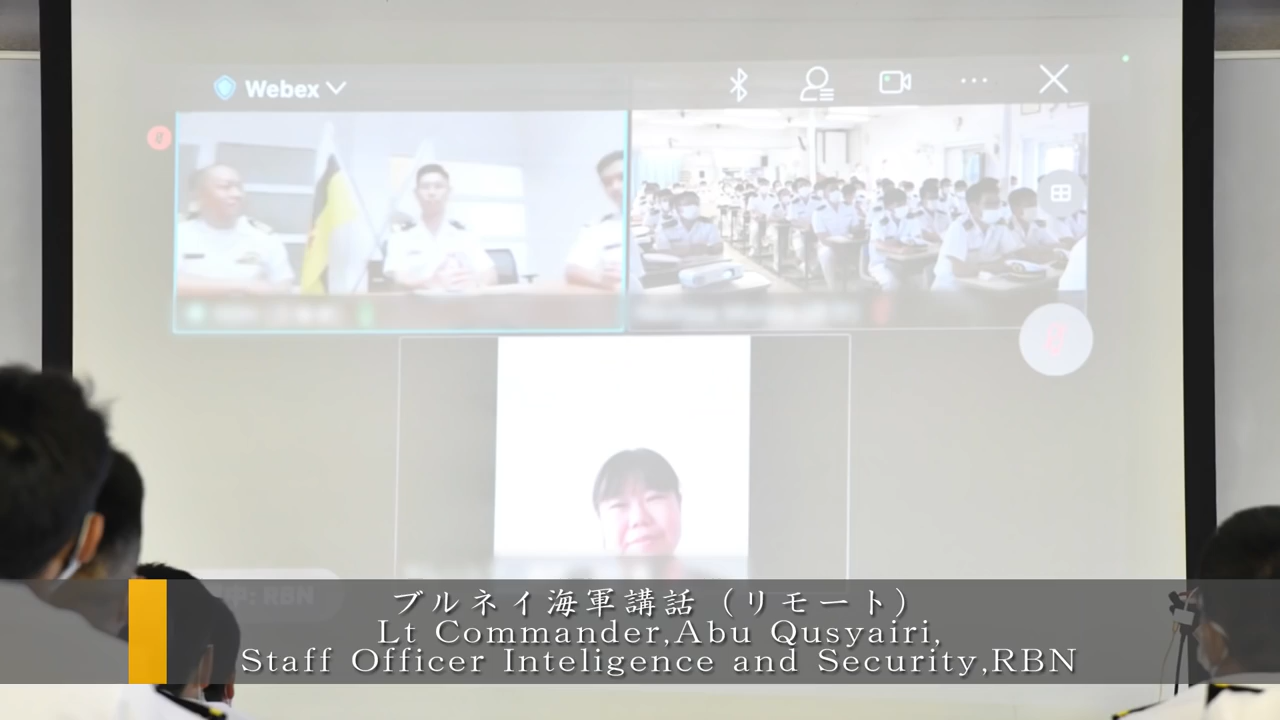 Webex
: RBN
ブルネイ海軍講話（リモート）
Lt Commander,Abu Qusyairi,
Staff Officer Inteligence and Security,RBN